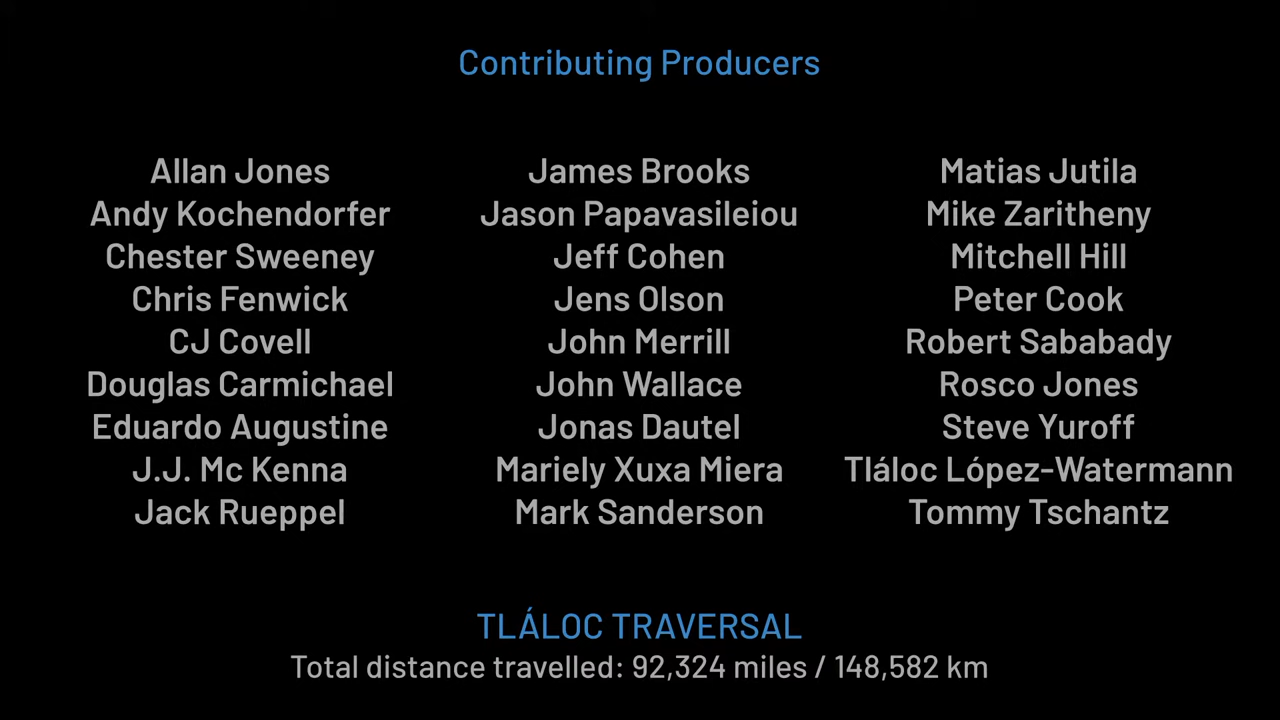 Contributing Producers
Allan Jones
Andy Kochendorfer
Chester Sweeney
Chris Fenwick
CJ Covell
Douglas Carmichael
Eduardo Augustine
J.J. Mc Kenna
Jack Rueppel
James Brooks
Jason Papavasileiou
Jeff Cohen
Jens Olson
John Merrill
John Wallace
Jonas Dautel
Mariely Xuxa Miera
Mark Sanderson
Matias Jutila
Mike Zaritheny
Mitchell Hill
Peter Cook
Robert Sababady
Rosco Jones
Steve Yuroff
Tláloc López-Watermann
Tommy Tschantz
TLÁLOC TRAVERSAL
Total distance travelled: 92,324 miles / 148,582 km